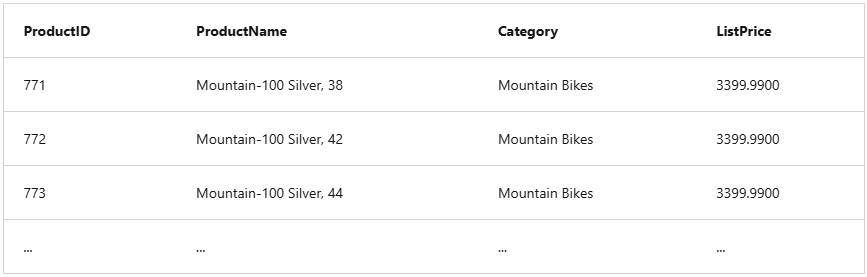 ProductID ProductName Category ListPrice
771 Mountain-100 Silver, 38 Mountain Bikes 3399.9900
772 Mountain-100 Silver, 42 Mountain Bikes 3399.9900
773 Mountain-100 Silver, 44 Mountain Bikes 3399.9900
... ... ... ...